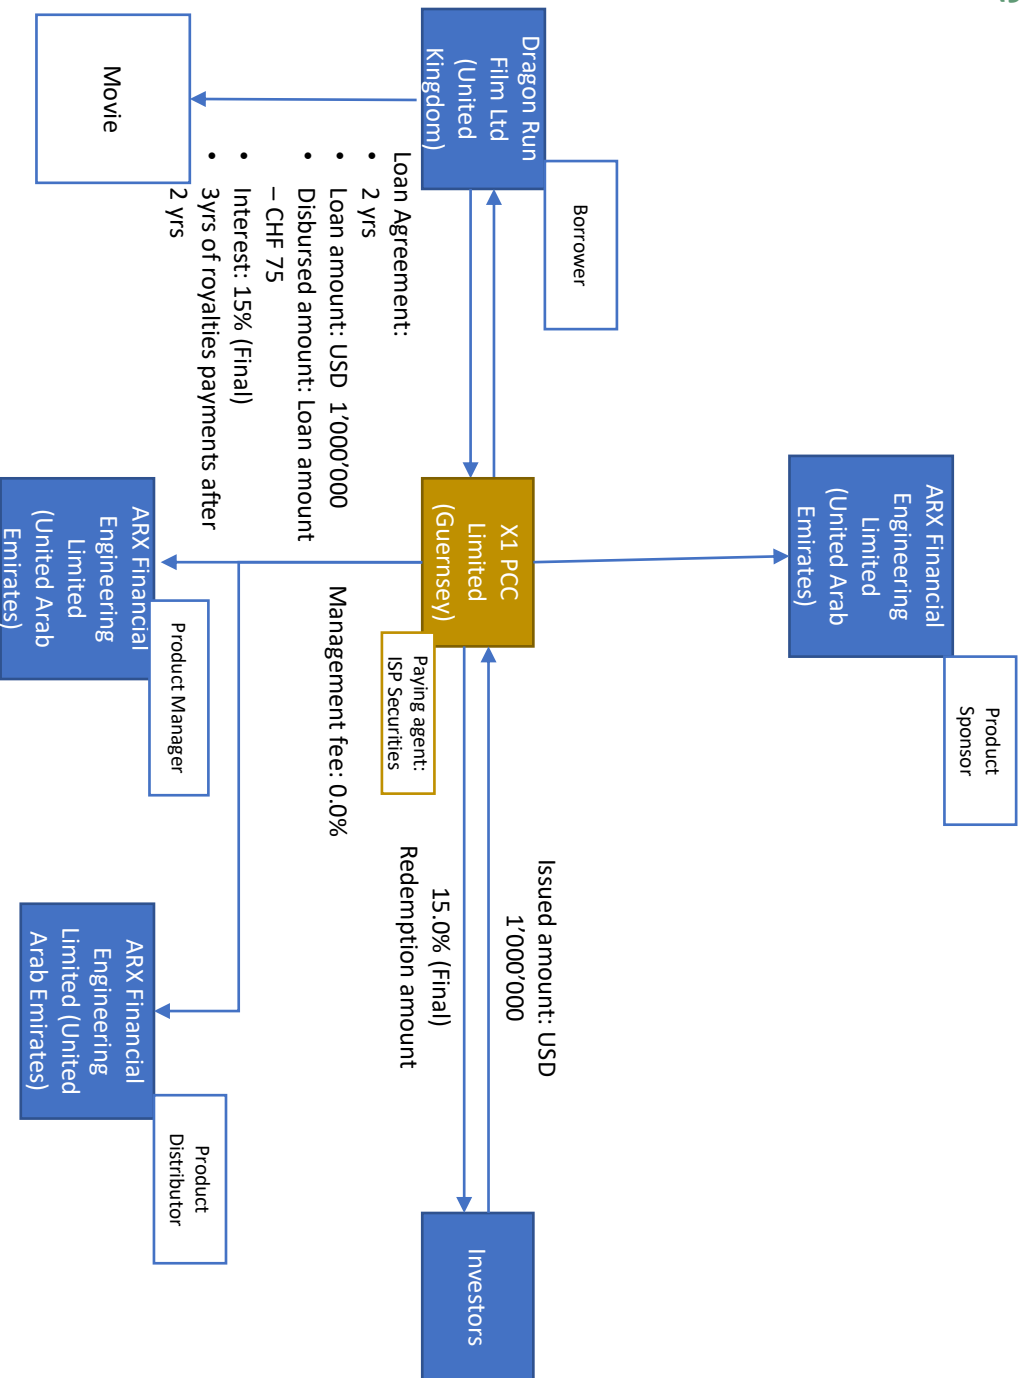 ARX Financial
Engineering
Limited
(United Arab
Emirates)
Product
Sponsor
Dragon Run
Film Ltd
(United
Kingdom)
Borrower
X1 PCC
Limited
(Guernsey)
Paying agent:
ISP Securities
Issued amount: USD
1’000’000
15.0% (Final)
Redemption amount
Investors
Movie
Loan Agreement:
• 2 yrs
• Loan amount: USD 1’000’000
• Disbursed amount: Loan amount
– CHF 75
• Interest: 15% (Final)
• 3yrs of royalties payments after
2 yrs
Management fee: 0.0%
ARX Financial
Engineering
Limited
(United Arab
Emirates)
Product Manager
ARX Financial
Engineering
Limited (United
Arab Emirates)
Product
Distributor